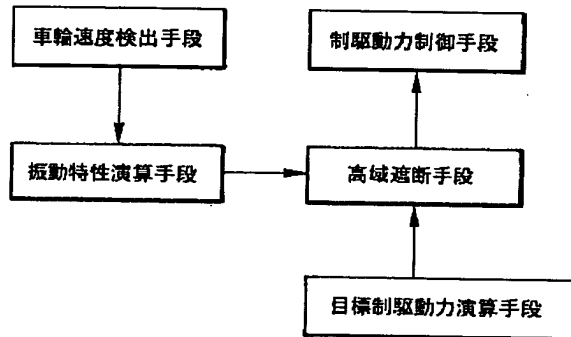 車輪速度検出手段
制駆動力制御手段
振動特性演算手段
高域遮断手段
目標制駆動力演算手段